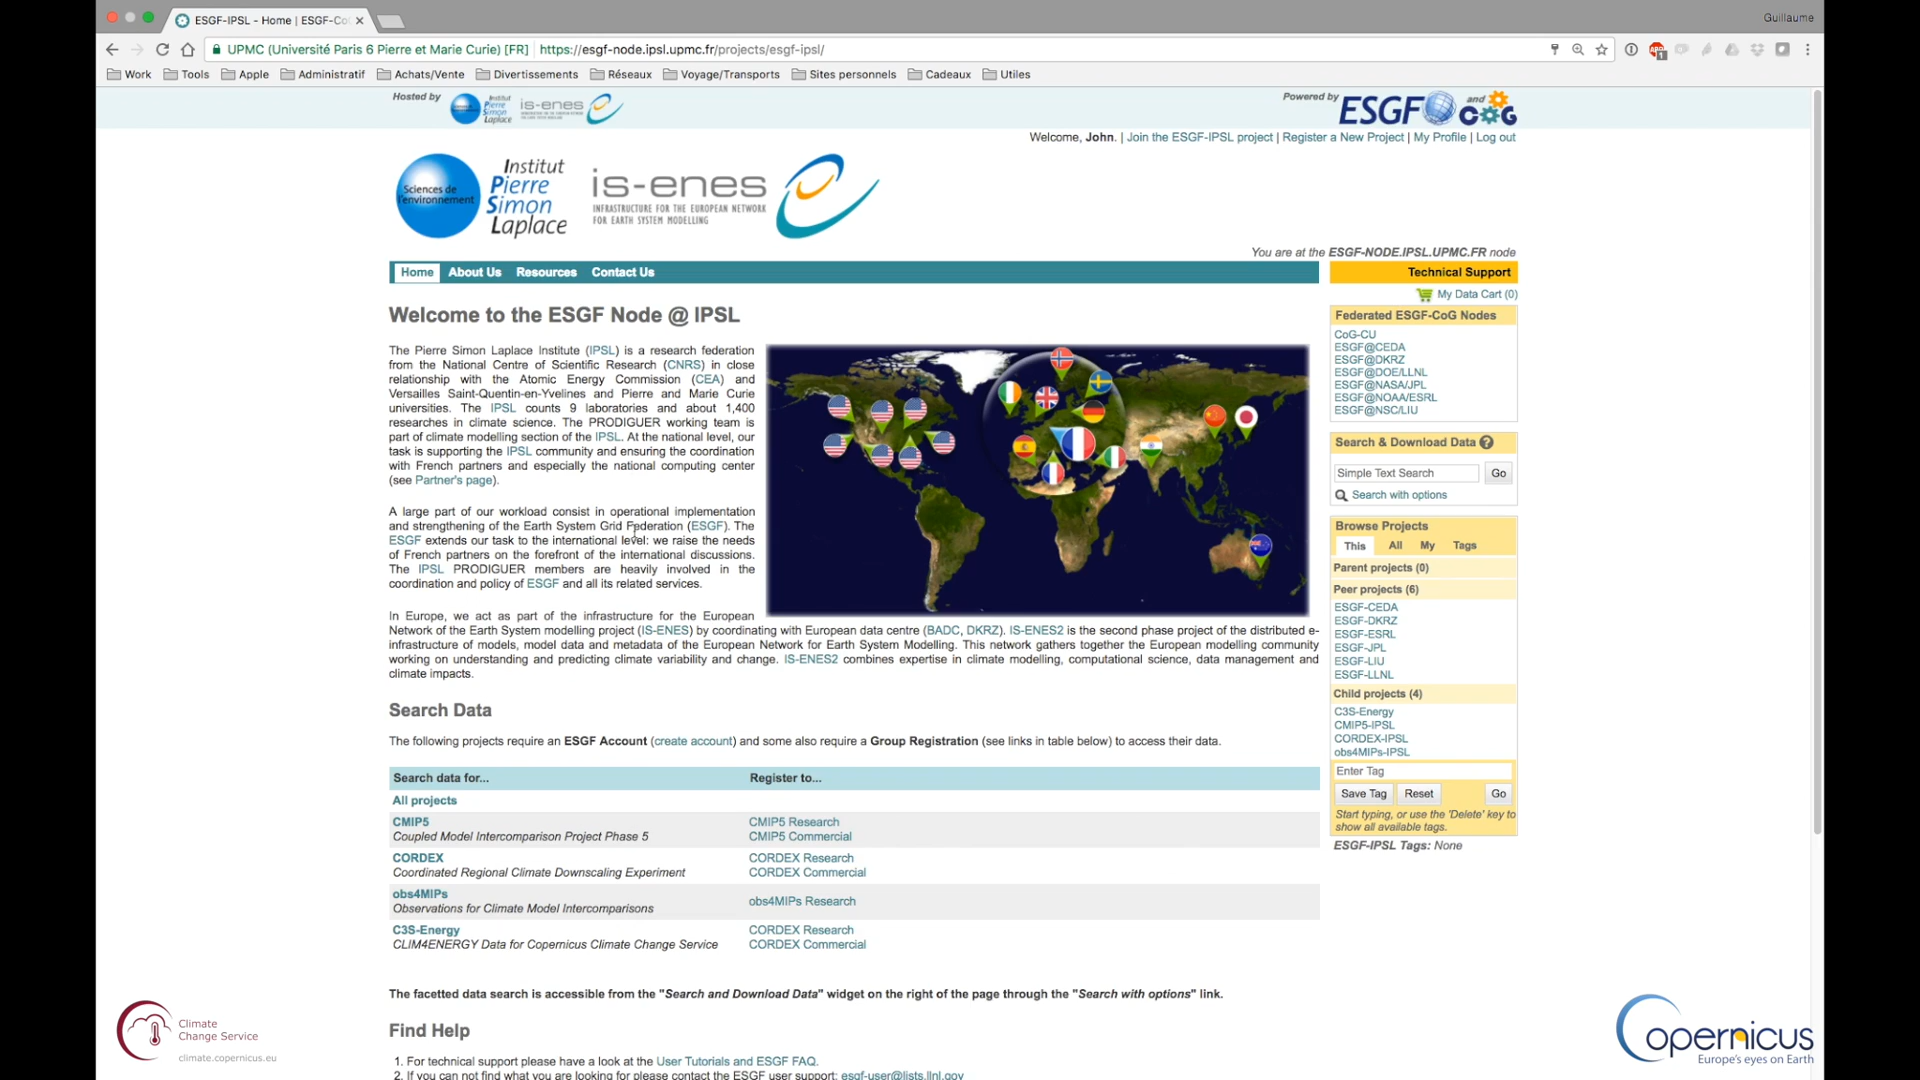 ESGF-IPSL - Home | ESGF-Co
Guillaume
UPMC (Université Paris 6 Pierre et Marie Curie) [FR] https://esgf-node.ipsl.upmc.fr/projects/esgf-ipsl/
Work Tools Apple Administratif Achats/Vente Divertissements Réseaux Voyage/Transports Sites personnels Cadeaux Utiles
Hosted by Institut Pierre Simon Laplace is-enes
Powered by ESGF and CoG
Welcome, John. | Join the ESGF-IPSL project | Register a New Project | My Profile | Log out
Sciences de l'environnement
Institut
Pierre
Simon
Laplace
is-enes
INFRASTRUCTURE FOR THE EUROPEAN NETWORK
FOR EARTH SYSTEM MODELLING
You are at the ESGF-NODE.IPSL.UPMC.FR node
Home About Us Resources Contact Us
Technical Support
My Data Cart (0)
Welcome to the ESGF Node @ IPSL
The Pierre Simon Laplace Institute (IPSL) is a research federation
from the National Centre of Scientific Research (CNRS) in close
relationship with the Atomic Energy Commission (CEA) and
Versailles Saint-Quentin-en-Yvelines and Pierre and Marie Curie
universities. The IPSL counts 9 laboratories and about 1,400
researches in climate science. The PRODIGUER working team is
part of climate modelling section of the IPSL. At the national level, our
task is supporting the IPSL community and ensuring the coordination
with French partners and especially the national computing center
(see Partner's page).
A large part of our workload consist in operational implementation
and strengthening of the Earth System Grid Federation (ESGF). The
ESGF extends our task to the international level: we raise the needs
of French partners on the forefront of the international discussions.
The IPSL PRODIGUER members are heavily involved in the
coordination and policy of ESGF and all its related services.
In Europe, we act as part of the infrastructure for the European
Network of the Earth System modelling project (IS-ENES) by coordinating with European data centre (BADC, DKRZ). IS-ENES2 is the second phase project of the distributed e-
infrastructure of models, model data and metadata of the European Network for Earth System Modelling. This network gathers together the European modelling community
working on understanding and predicting climate variability and change. IS-ENES2 combines expertise in climate modelling, computational science, data management and
climate impacts.
Search Data
The following projects require an ESGF Account (create account) and some also require a Group Registration (see links in table below) to access their data.
Search data for... Register to...
All projects
CMIP5 CMIP5 Research
Coupled Model Intercomparison Project Phase 5 CMIP5 Commercial
CORDEX CORDEX Research
Coordinated Regional Climate Downscaling Experiment CORDEX Commercial
obs4MIPs
obs4MIPs Research
Observations for Climate Model Intercomparisons
C3S-Energy CORDEX Research
CLIM4ENERGY Data for Copernicus Climate Change Service CORDEX Commercial
The facetted data search is accessible from the "Search and Download Data" widget on the right of the page through the "Search with options" link.
Find Help
1. For technical support please have a look at the User Tutorials and ESGF FAQ.
2. If you can not find what you are looking for please contact the ESGF user support: esgf-user@lists.llnl.gov
Federated ESGF-CoG Nodes
CoG-CU
ESGF@CEDA
ESGF@DKRZ
ESGF@DOE/LLNL
ESGF@NASA/JPL
ESGF@NOAA/ESRL
ESGF@NSC/LIU
Search & Download Data ?
Simple Text Search Go
Search with options
Browse Projects
This All My Tags
Parent projects (0)
Peer projects (6)
ESGF-CEDA
ESGF-DKRZ
ESGF-ESRL
ESGF-JPL
ESGF-LIU
ESGF-LLNL
Child projects (4)
C3S-Energy
CMIP5-IPSL
CORDEX-IPSL
obs4MIPs-IPSL
Enter Tag
Save Tag Reset Go
Start typing, or use the 'Delete' key to
show all available tags.
ESGF-IPSL Tags: None
Climate
Change Service
climate.copernicus.eu
Copernicus
Europe's eyes on Earth